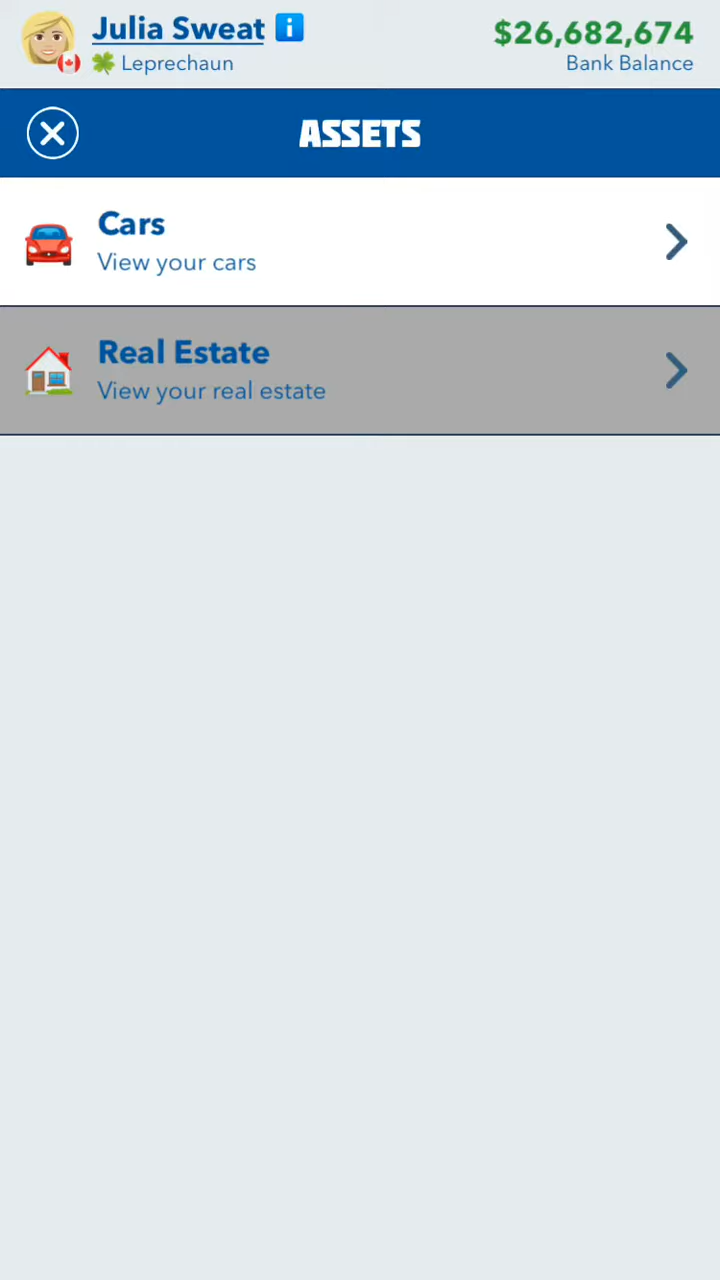 Julia Sweat
$26,682,674
Leprechaun
Bank Balance
ASSETS
Cars
View your cars
Real Estate
View your real estate